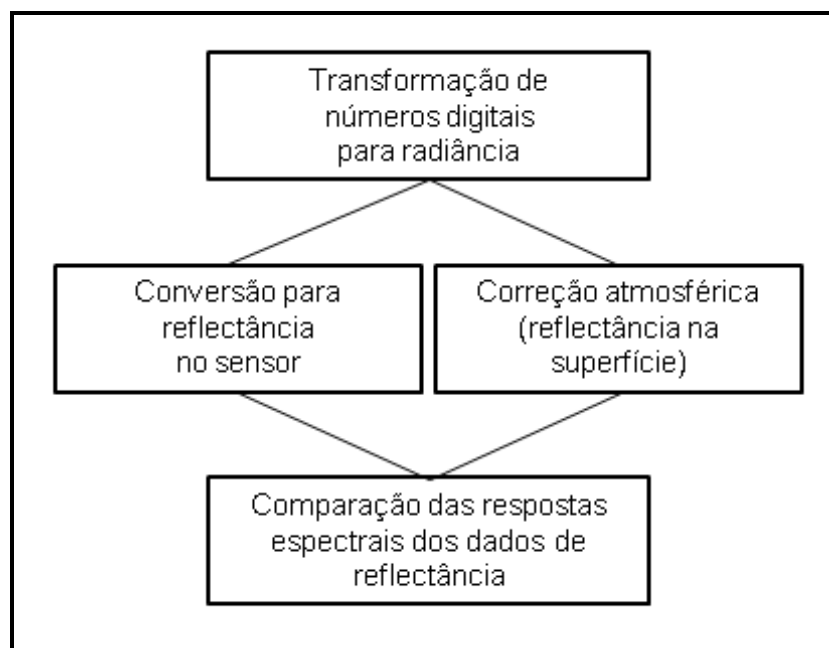 Transformação de
números digitais
para radiância
Conversão para
reflectância
no sensor
Correção atmosférica
(reflectância na
superfície)
Comparação das respostas
espectrais dos dados de
reflectância